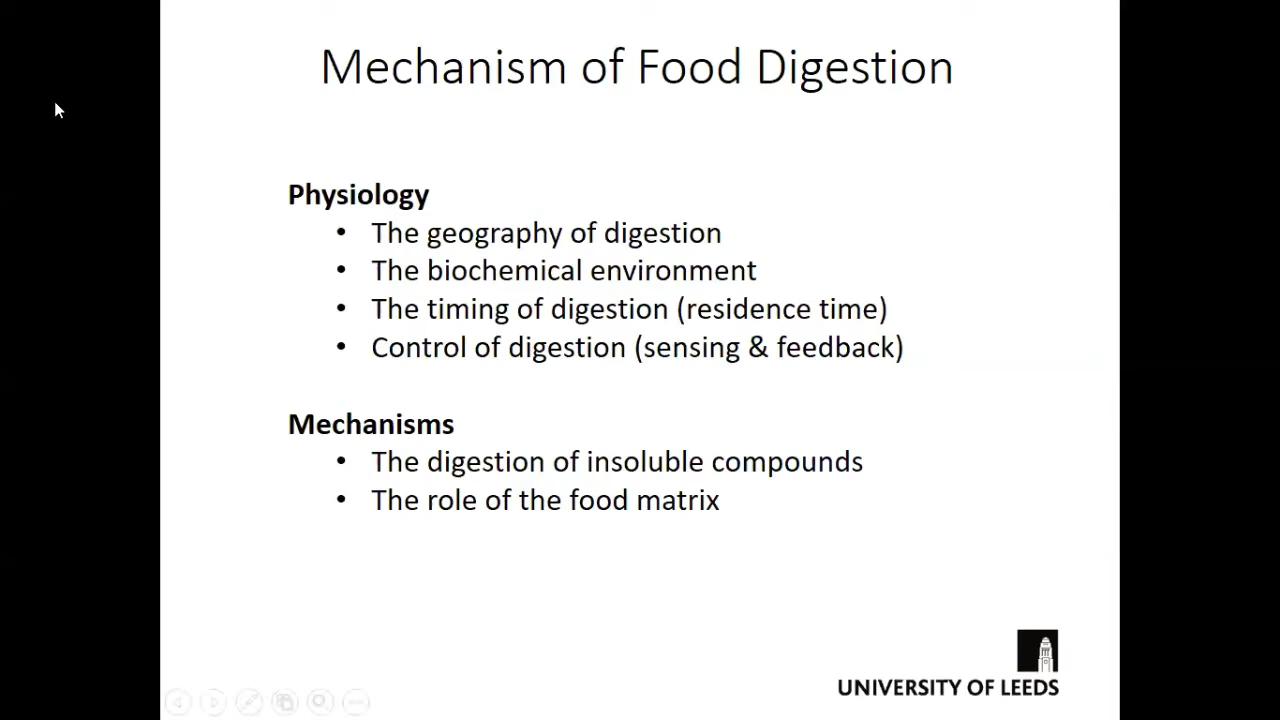 Mechanism of Food Digestion
Physiology
• The geography of digestion
• The biochemical environment
• The timing of digestion (residence time)
• Control of digestion (sensing & feedback)
Mechanisms
• The digestion of insoluble compounds
• The role of the food matrix
UNIVERSITY OF LEEDS